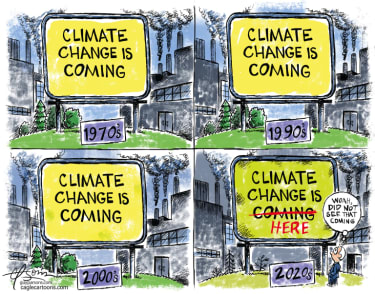 CLIMATE
CHANGE IS
COMING
1970's
CLIMATE
CHANGE IS
COMING
1990's
CLIMATE
CHANGE IS
COMING
2000's
caglecartoons.com
CLIMATE
CHANGE IS
COMING
HERE
WOAH,
DID NOT
SEE THAT
COMING
2020's